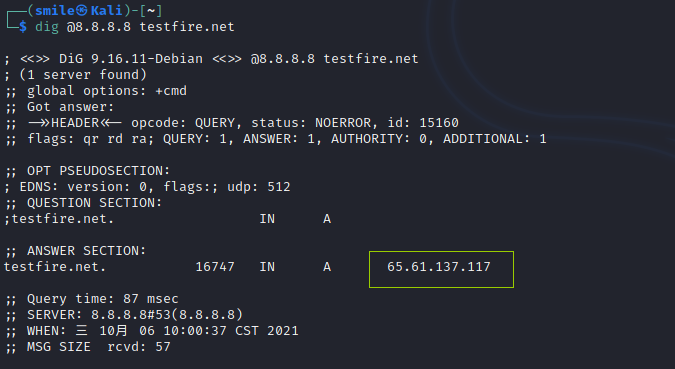 ┌──(smile㉿Kali)-[~]
└─$ dig @8.8.8.8 testfire.net
; <<>> DiG 9.16.11-Debian <<>> @8.8.8.8 testfire.net
; (1 server found)
;; global options: +cmd
;; Got answer:
;; ->>HEADER<<- opcode: QUERY, status: NOERROR, id: 15160
;; flags: qr rd ra; QUERY: 1, ANSWER: 1, AUTHORITY: 0, ADDITIONAL: 1
;; OPT PSEUDOSECTION:
; EDNS: version: 0, flags:; udp: 512
;; QUESTION SECTION:
;testfire.net. IN A
;; ANSWER SECTION:
testfire.net. 16747 IN A 65.61.137.117
;; Query time: 87 msec
;; SERVER: 8.8.8.8#53(8.8.8.8)
;; WHEN: 三 10月 06 10:00:37 CST 2021
;; MSG SIZE rcvd: 57